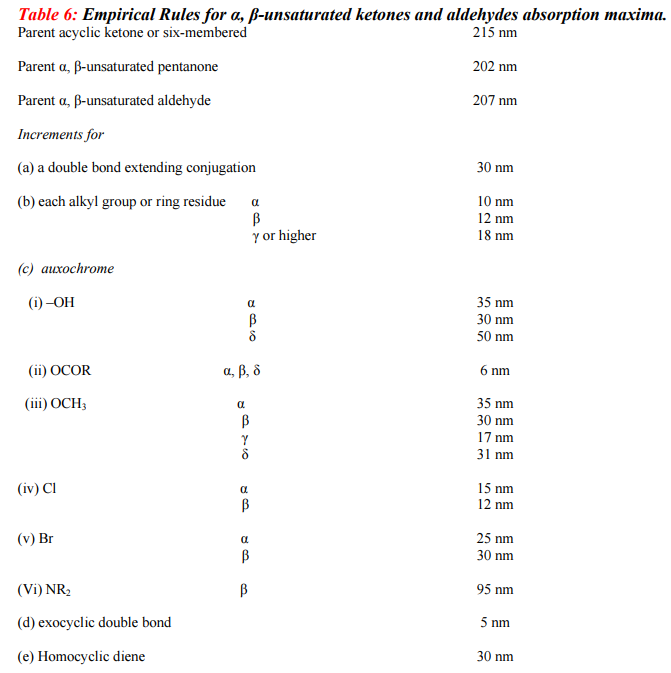 Table 6: Empirical Rules for α, β-unsaturated ketones and aldehydes absorption maxima.
Parent acyclic ketone or six-membered 215 nm
Parent α, β-unsaturated pentanone 202 nm
Parent α, β-unsaturated aldehyde 207 nm
Increments for
(a) a double bond extending conjugation 30 nm
(b) each alkyl group or ring residue α 10 nm
β 12 nm
γ or higher 18 nm
(c) auxochrome
(i) –OH α 35 nm
β 30 nm
δ 50 nm
(ii) OCOR α, β, δ 6 nm
(iii) OCH₃ α 35 nm
β 30 nm
γ 17 nm
δ 31 nm
(iv) Cl α 15 nm
β 12 nm
(v) Br α 25 nm
β 30 nm
(Vi) NR₂ β 95 nm
(d) exocyclic double bond 5 nm
(e) Homocyclic diene 30 nm